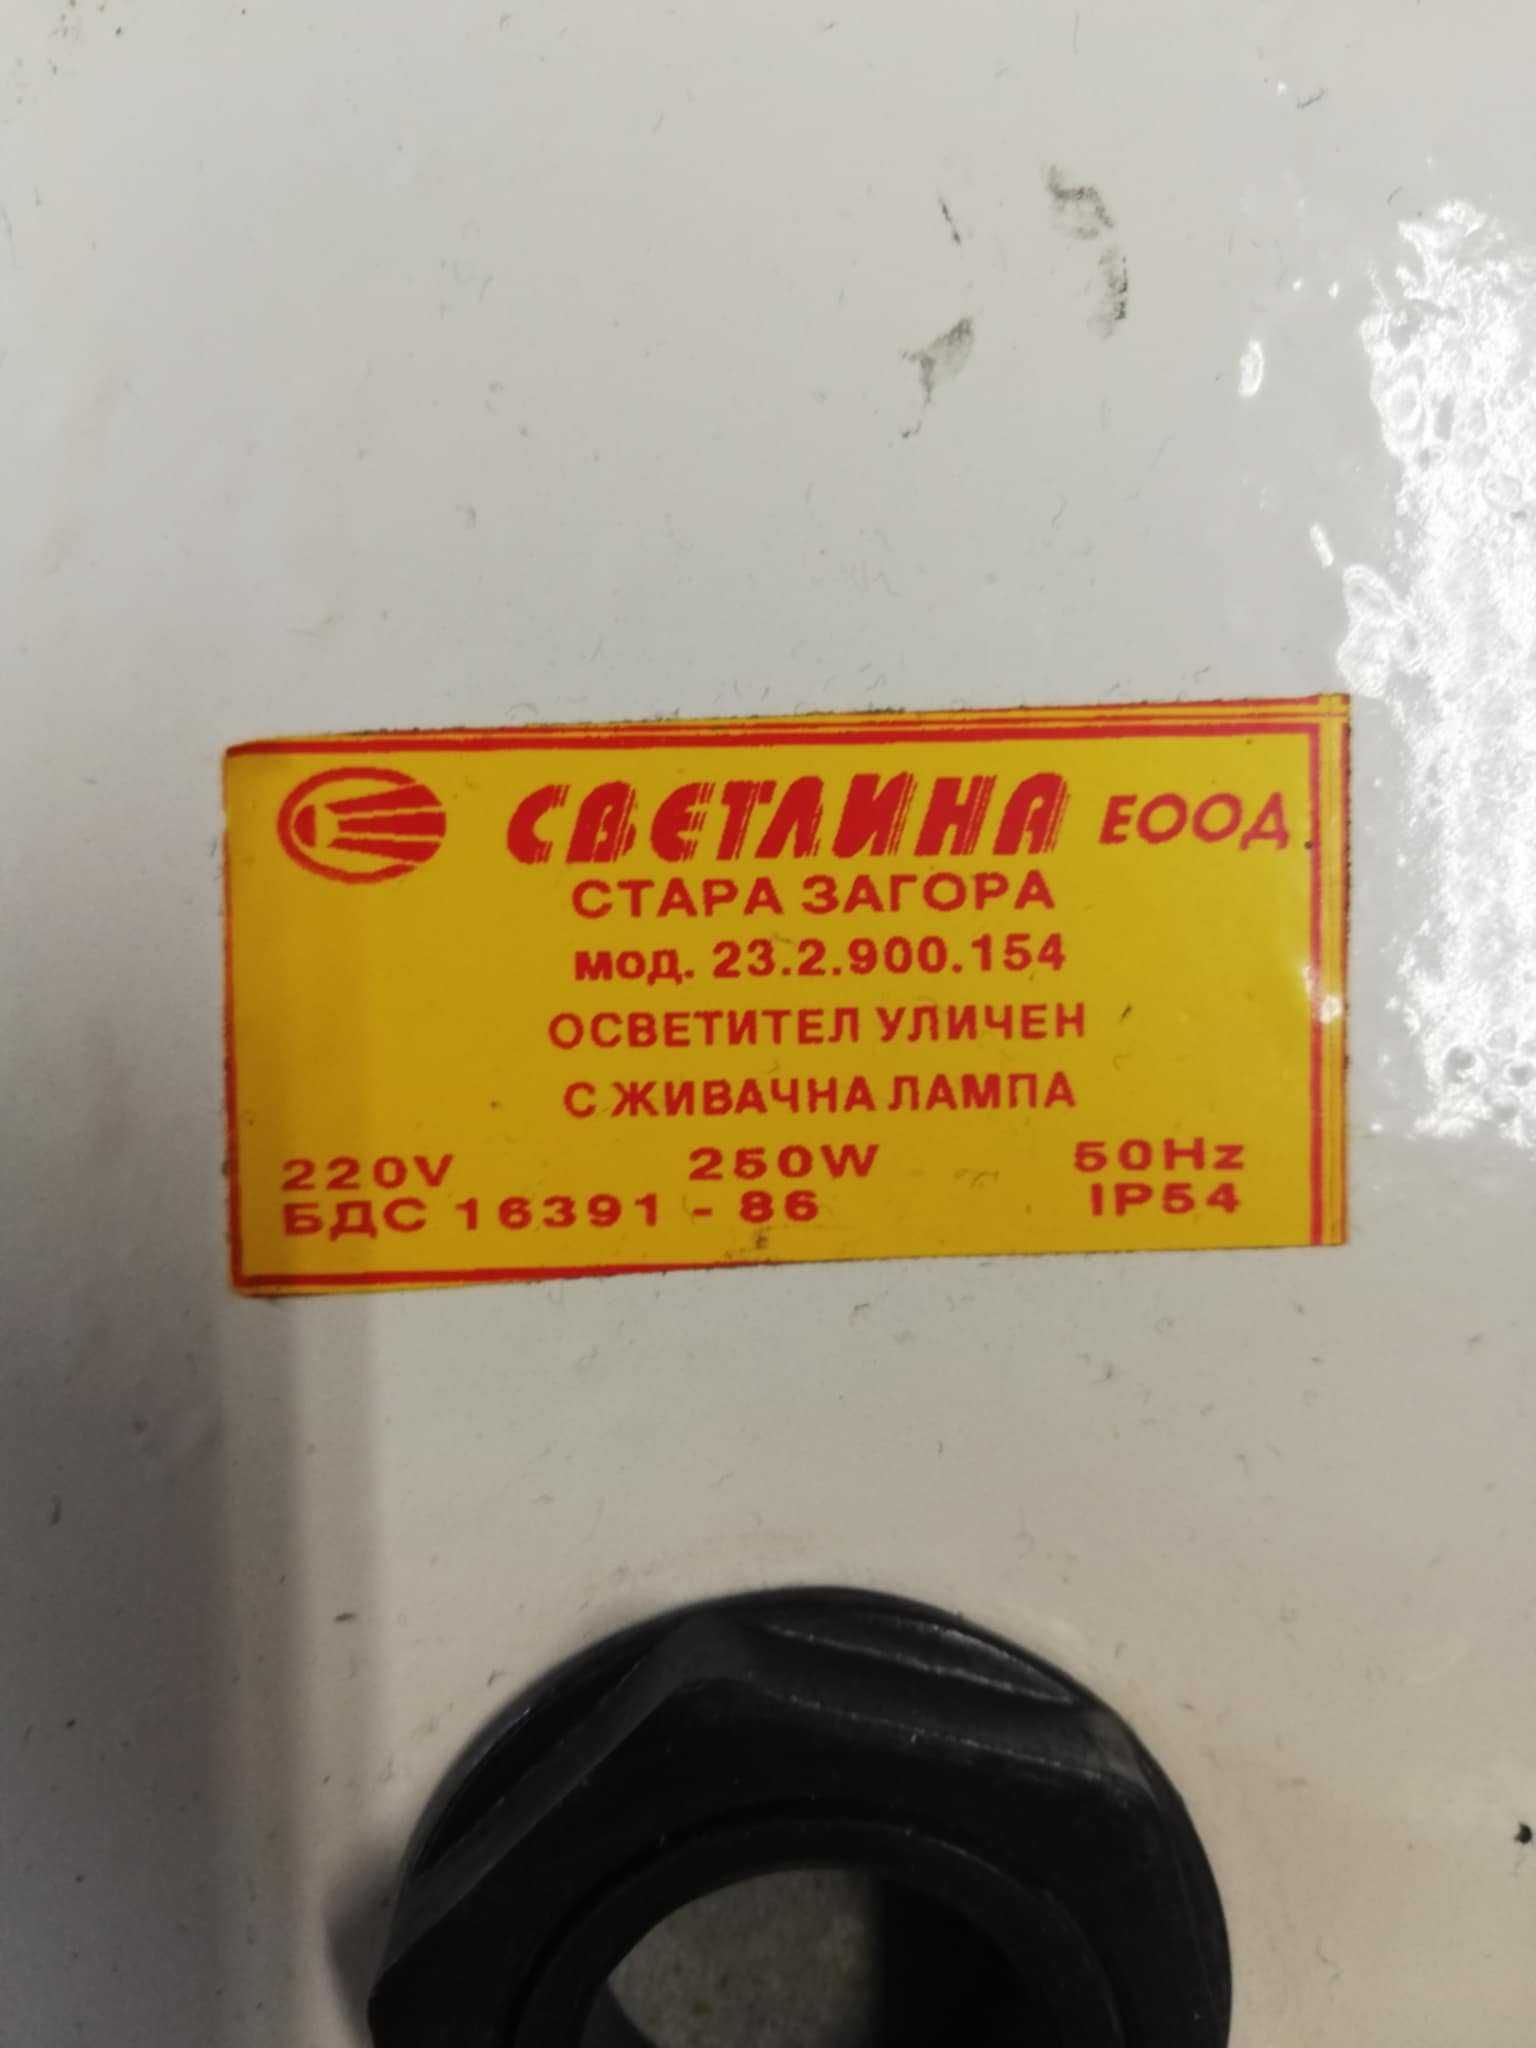 СВЕТЛИНА ЕООД
СТАРА ЗАГОРА
мод. 23.2.900.154
ОСВЕТИТЕЛ УЛИЧЕН
С ЖИВАЧНА ЛАМПА
220V 250W 50Hz
БДС 16391 - 86 IP54